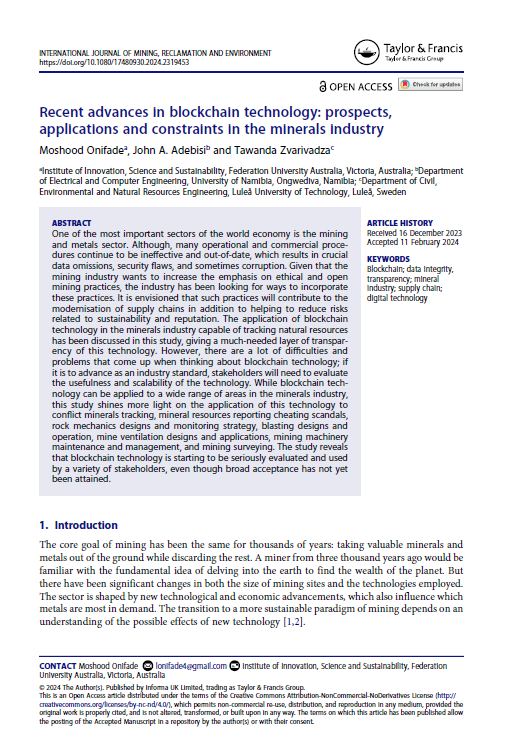 Taylor & Francis
Taylor & Francis Group
INTERNATIONAL JOURNAL OF MINING, RECLAMATION AND ENVIRONMENT
https://doi.org/10.1080/17480930.2024.2319453
OPEN ACCESS
Check for updates
Recent advances in blockchain technology: prospects,
applications and constraints in the minerals industry
Moshood Onifadeᵃ, John A. Adebisiᵇ and Tawanda Zvarivadzaᶜ
ᵃInstitute of Innovation, Science and Sustainability, Federation University Australia, Victoria, Australia; ᵇDepartment
of Electrical and Computer Engineering, University of Namibia, Ongwediva, Namibia; ᶜDepartment of Civil,
Environmental and Natural Resources Engineering, Luleå University of Technology, Luleå, Sweden
ABSTRACT
One of the most important sectors of the world economy is the mining
and metals sector. Although, many operational and commercial proce-
dures continue to be ineffective and out-of-date, which results in crucial
data omissions, security flaws, and sometimes corruption. Given that the
mining industry wants to increase the emphasis on ethical and open
mining practices, the industry has been looking for ways to incorporate
these practices. It is envisioned that such practices will contribute to the
modernisation of supply chains in addition to helping to reduce risks
related to sustainability and reputation. The application of blockchain
technology in the minerals industry capable of tracking natural resources
has been discussed in this study, giving a much-needed layer of transpar-
ency of this technology. However, there are a lot of difficulties and
problems that come up when thinking about blockchain technology; if
it is to advance as an industry standard, stakeholders will need to evaluate
the usefulness and scalability of the technology. While blockchain tech-
nology can be applied to a wide range of areas in the minerals industry,
this study shines more light on the application of this technology to
conflict minerals tracking, mineral resources reporting cheating scandals,
rock mechanics designs and monitoring strategy, blasting designs and
operation, mine ventilation designs and applications, mining machinery
maintenance and management, and mining surveying. The study reveals
that blockchain technology is starting to be seriously evaluated and used
by a variety of stakeholders, even though broad acceptance has not yet
been attained.
ARTICLE HISTORY
Received 16 December 2023
Accepted 11 February 2024
KEYWORDS
Blockchain; data integrity,
transparency; mineral
industry; supply chain;
digital technology
1. Introduction
The core goal of mining has been the same for thousands of years: taking valuable minerals and
metals out of the ground while discarding the rest. A miner from three thousand years ago would be
familiar with the fundamental idea of delving into the earth to find the wealth of the planet. But
there have been significant changes in both the size of mining sites and the technologies employed.
The sector is shaped by new technological and economic advancements, which also influence which
metals are most in demand. The transition to a more sustainable paradigm of mining depends on an
understanding of the possible effects of new technology [1,2].
CONTACT Moshood Onifade lonifade4@gmail.com Institute of Innovation, Science and Sustainability, Federation
University Australia, Victoria, Australia
© 2024 The Author(s). Published by Informa UK Limited, trading as Taylor & Francis Group.
This is an Open Access article distributed under the terms of the Creative Commons Attribution-NonCommercial-NoDerivatives License (http://
creativecommons.org/licenses/by-nc-nd/4.0/), which permits non-commercial re-use, distribution, and reproduction in any medium, provided the
original work is properly cited, and is not altered, transformed, or built upon in any way. The terms on which this article has been published allow
the posting of the Accepted Manuscript in a repository by the author(s) or with their consent.